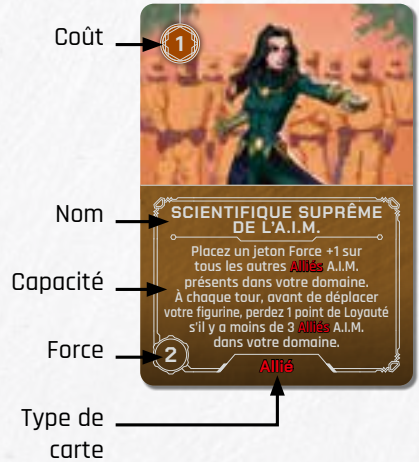 Coût
1
Nom
SCIENTIFIQUE SUPRÊME
DE L'A.I.M.
Capacité
Placez un jeton Force +1 sur
tous les autres Alliés A.I.M.
présents dans votre domaine.
À chaque tour, avant de déplacer
votre figurine, perdez 1 point de Loyauté
s'il y a moins de 3 Alliés A.I.M.
dans votre domaine.
Force
2
Allié
Type de
carte